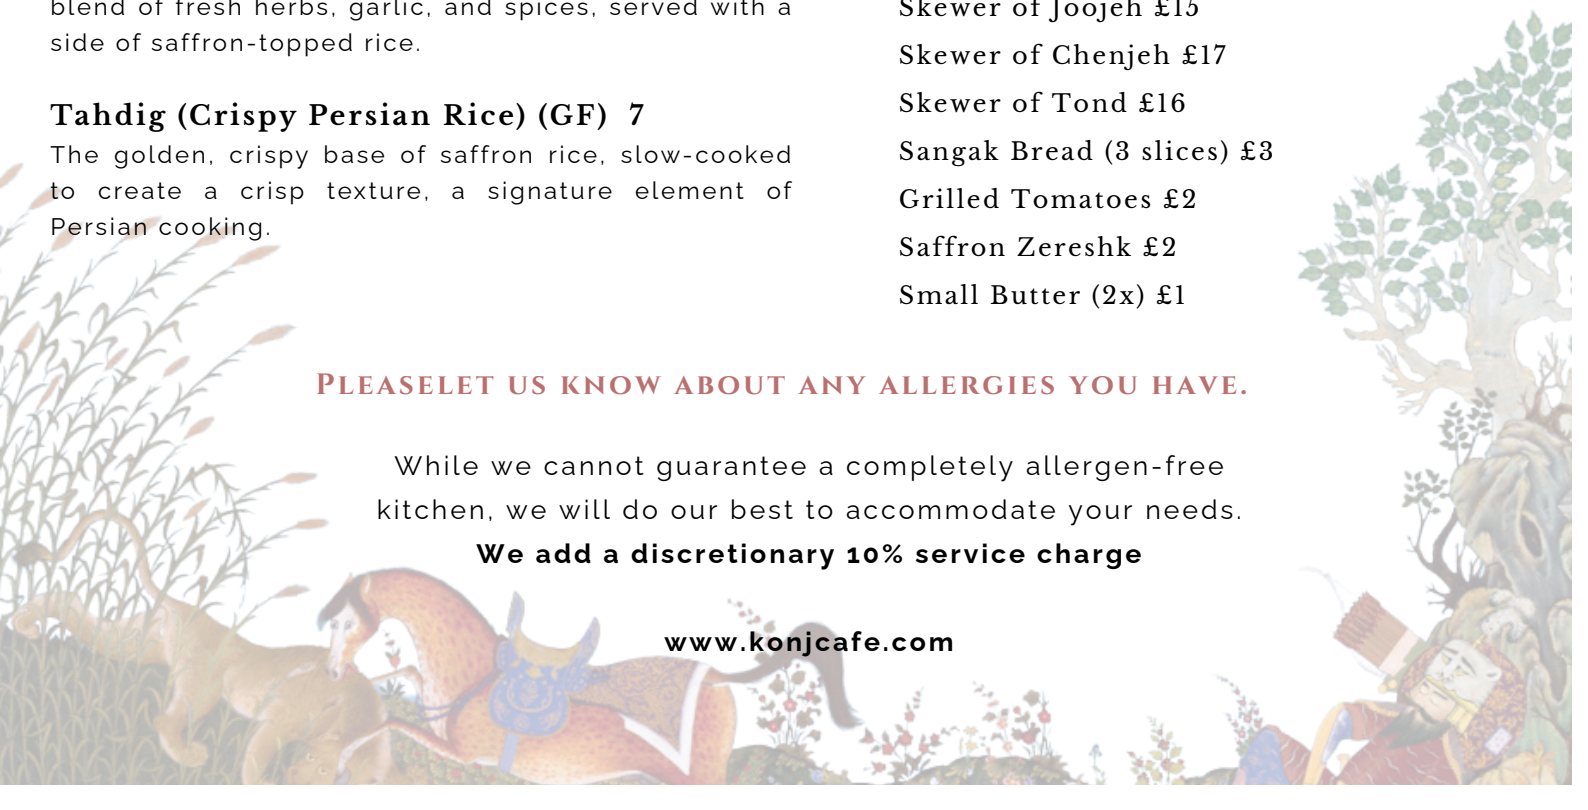 blend of fresh herbs, garlic, and spices, served with a
side of saffron-topped rice.
Tahdig (Crispy Persian Rice) (GF) 7
The golden, crispy base of saffron rice, slow-cooked
to create a crisp texture, a signature element of
Persian cooking.
Skewer of Joojeh £15
Skewer of Chenjeh £17
Skewer of Tond £16
Sangak Bread (3 slices) £3
Grilled Tomatoes £2
Saffron Zereshk £2
Small Butter (2x) £1
PLEASELET US KNOW ABOUT ANY ALLERGIES YOU HAVE.
While we cannot guarantee a completely allergen-free
kitchen, we will do our best to accommodate your needs.
We add a discretionary 10% service charge
www.konjcafe.com